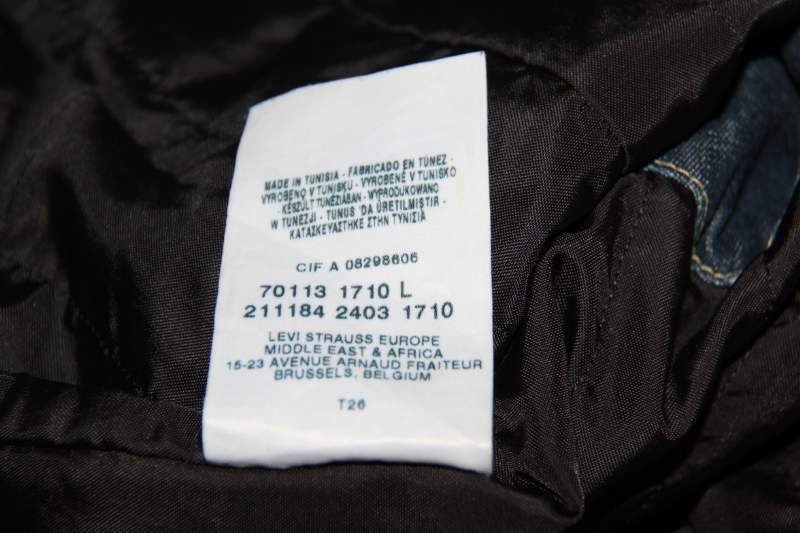 MADE IN TUNISIA - FABRICADO EN TÚNEZ -
VYROBENO V TUNISKU - VYROBENÉ V TUNISKO
- KÉSZÜLT TUNÉZIÁBAN - WYPRODUKOWANO
W TUNEZJI - TUNUS 'DA ÜRETILMIŞTIR -
ΚΑΤΑΣΚΕΥΑΣΤΗΚΕ ΣΤΗΝ ΤΥΝΙΣΙΑ
CIF A 08298606
70113 1710 L
211184 2403 1710
LEVI STRAUSS EUROPE
MIDDLE EAST & AFRICA
15-23 AVENUE ARNAUD FRAITEUR
BRUSSELS, BELGIUM
T26